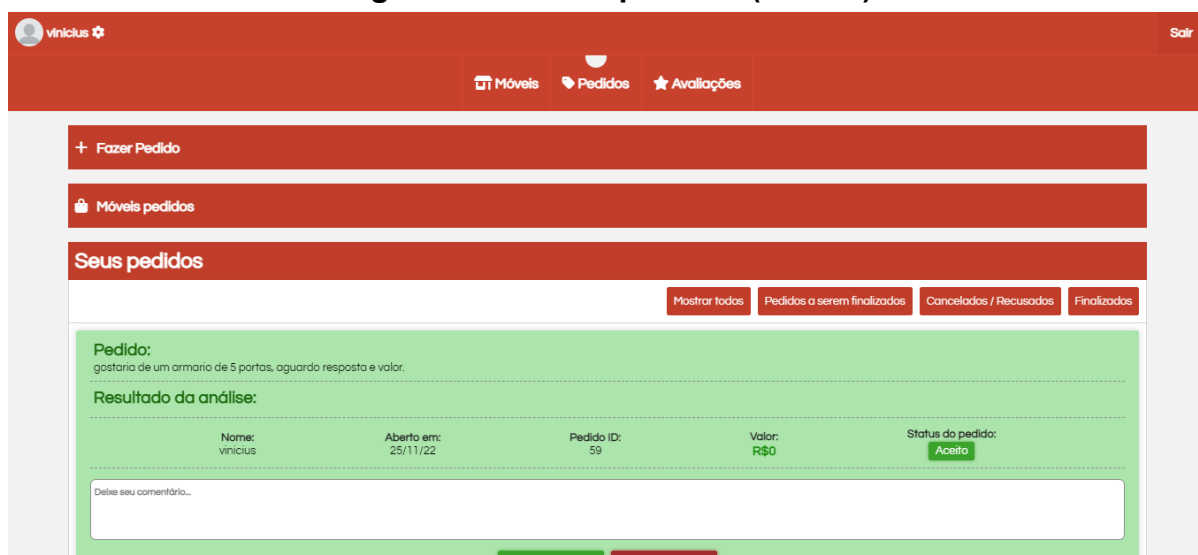 vinicius
Sair
Móveis Pedidos Avaliações
+ Fazer Pedido
Móveis pedidos
Seus pedidos
Mostrar todos Pedidos a serem finalizados Cancelados / Recusados Finalizados
Pedido:
gostaria de um armario de 5 portas, aguardo resposta e valor.
Resultado da análise:
Nome: Aberto em: Pedido ID: Valor: Status do pedido:
vinicius 25/11/22 59 R$0 Aceito
Deixe seu comentário...